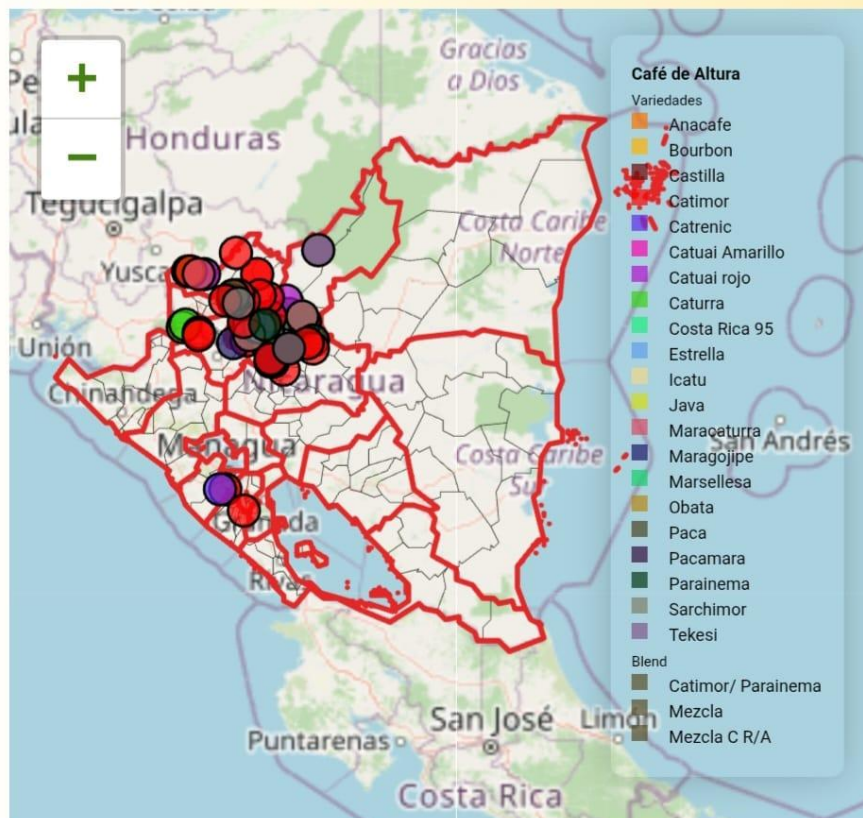 +
−
Honduras
Gracias
a Dios
Tegucigalpa
Yusca
Unión
Costa Caribe
Norte
Chinandega
Nicaragua
Managua
Costa Caribe
Su
Granada
Rivas
San Andrés
San José
Limón
Puntarenas
Costa Rica
Café de Altura
Variedades
Anacafe
Bourbon
Castilla
Catimor
Catrenic
Catuai Amarillo
Catuai rojo
Caturra
Costa Rica 95
Estrella
Icatu
Java
Maracaturra
Maragojipe
Marsellesa
Obata
Paca
Pacamara
Parainema
Sarchimor
Tekesi
Blend
Catimor/ Parainema
Mezcla
Mezcla C R/A